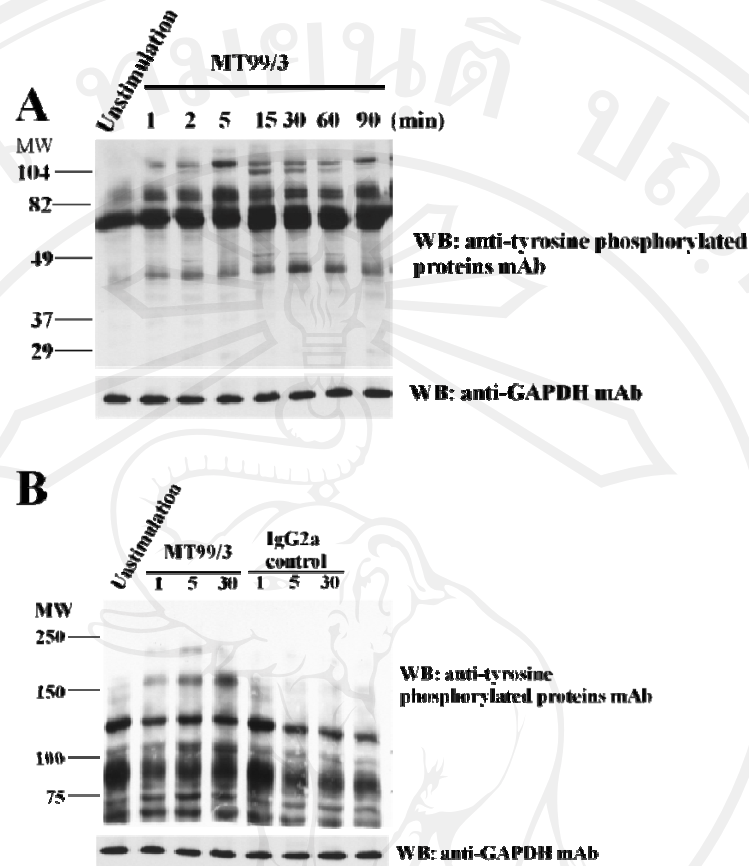 A
Unstimulation
MT99/3
1 2 5 15 30 60 90 (min)
MW
104
82
49
37
29
WB: anti-tyrosine phosphorylated
proteins mAb
WB: anti-GAPDH mAb
B
Unstimulation
MT99/3
IgG2a
control
1 5 30 1 5 30
MW
250
150
100
75
WB: anti-tyrosine
phosphorylated proteins mAb
WB: anti-GAPDH mAb